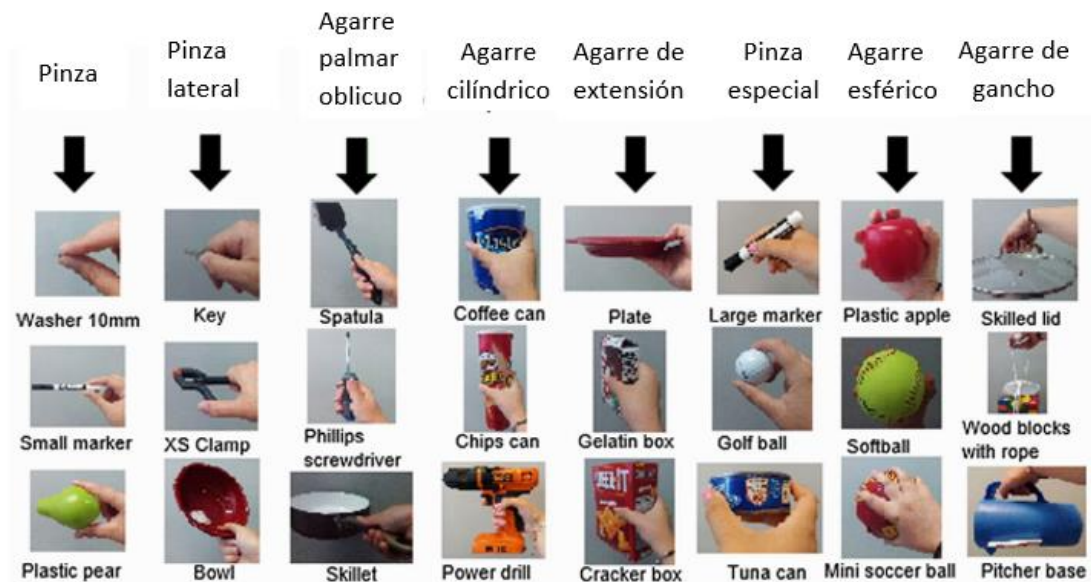 Pinza
Pinza
lateral
Agarre
palmar
oblicuo
Agarre
cilíndrico
Agarre de
extensión
Pinza
especial
Agarre
esférico
Agarre de
gancho
Washer 10mm
Key
Spatula
Coffee can
Plate
Large marker
Plastic apple
Skilled lid
Small marker
XS Clamp
Phillips
screwdriver
Chips can
Gelatin box
Golf ball
Softball
Wood blocks
with rope
Plastic pear
Bowl
Skillet
Power drill
Cracker box
Tuna can
Mini soccer ball
Pitcher base